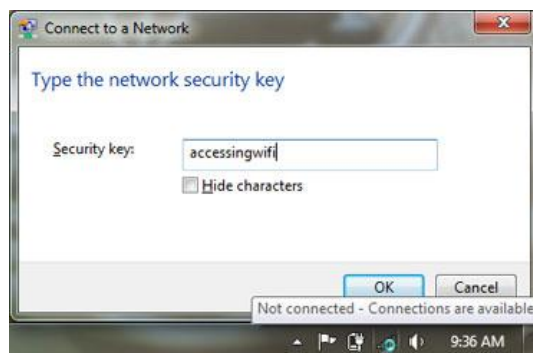 Connect to a Network
Type the network security key
Security key:
accessingwifi
Hide characters
OK
Cancel
Not connected - Connections are available
9:36 AM